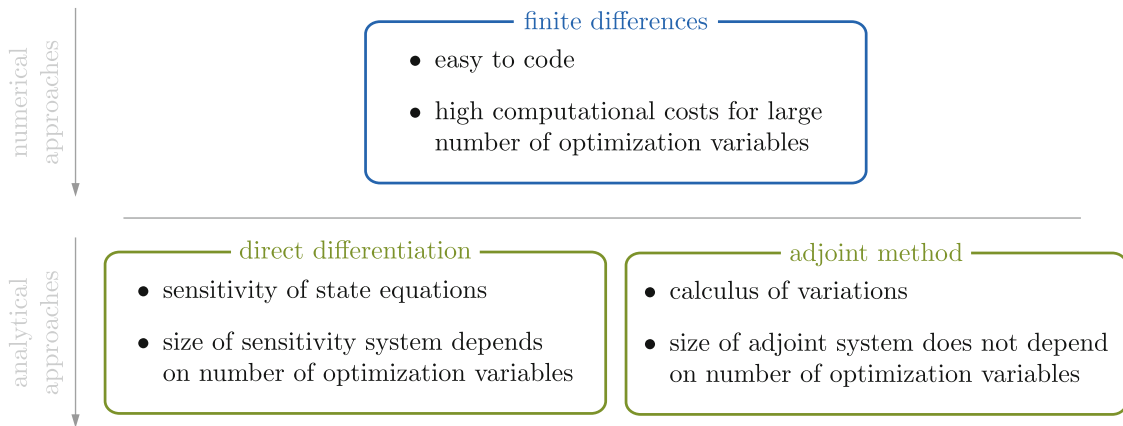 numerical
approaches
finite differences
• easy to code
• high computational costs for large
number of optimization variables
analytical
approaches
direct differentiation
• sensitivity of state equations
• size of sensitivity system depends
on number of optimization variables
adjoint method
• calculus of variations
• size of adjoint system does not depend
on number of optimization variables